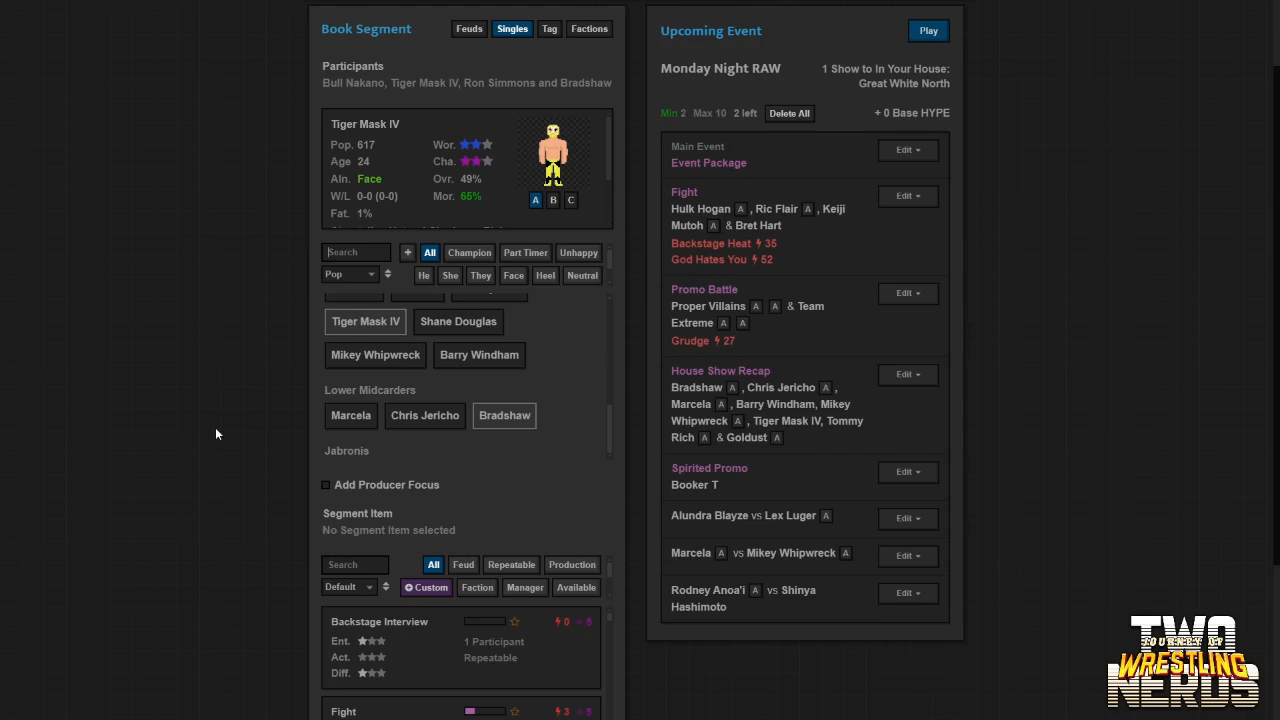 Book Segment
Feuds
Singles
Tag
Factions
Participants
Bull Nakano, Tiger Mask IV, Ron Simmons and Bradshaw
Tiger Mask IV
Pop. 617
Wor.
Age 24
Cha.
Aln. Face
Ovr. 49%
W/L 0-0 (0-0)
Mor. 65%
Fat. 1%
A B C
Search
+
All
Champion
Part Timer
Unhappy
Pop
He
She
They
Face
Heel
Neutral
Tiger Mask IV
Shane Douglas
Mikey Whipwreck
Barry Windham
Lower Midcarders
Marcela
Chris Jericho
Bradshaw
Jabronis
Add Producer Focus
Segment Item
No Segment Item selected
Search
All
Feud
Repeatable
Production
Default
Custom
Faction
Manager
Available
Backstage Interview
0
Ent.
1 Participant
Act.
Repeatable
Diff.
Fight
3
Upcoming Event
Play
Monday Night RAW
1 Show to In Your House:
Great White North
Min 2 Max 10 2 left
Delete All
+ 0 Base HYPE
Main Event
Event Package
Edit
Fight
Edit
Hulk Hogan A , Ric Flair A , Keiji
Mutoh A & Bret Hart
Backstage Heat 35
God Hates You 52
Promo Battle
Edit
Proper Villains A A & Team
Extreme A A
Grudge 27
House Show Recap
Edit
Bradshaw A , Chris Jericho A ,
Marcela A , Barry Windham, Mikey
Whipwreck A , Tiger Mask IV, Tommy
Rich A & Goldust A
Spirited Promo
Edit
Booker T
Alundra Blayze vs Lex Luger A
Edit
Marcela A vs Mikey Whipwreck A
Edit
Rodney Anoa'i A vs Shinya
Hashimoto
Edit
TWO
JOURNEY OF
WRESTLING
NERDS